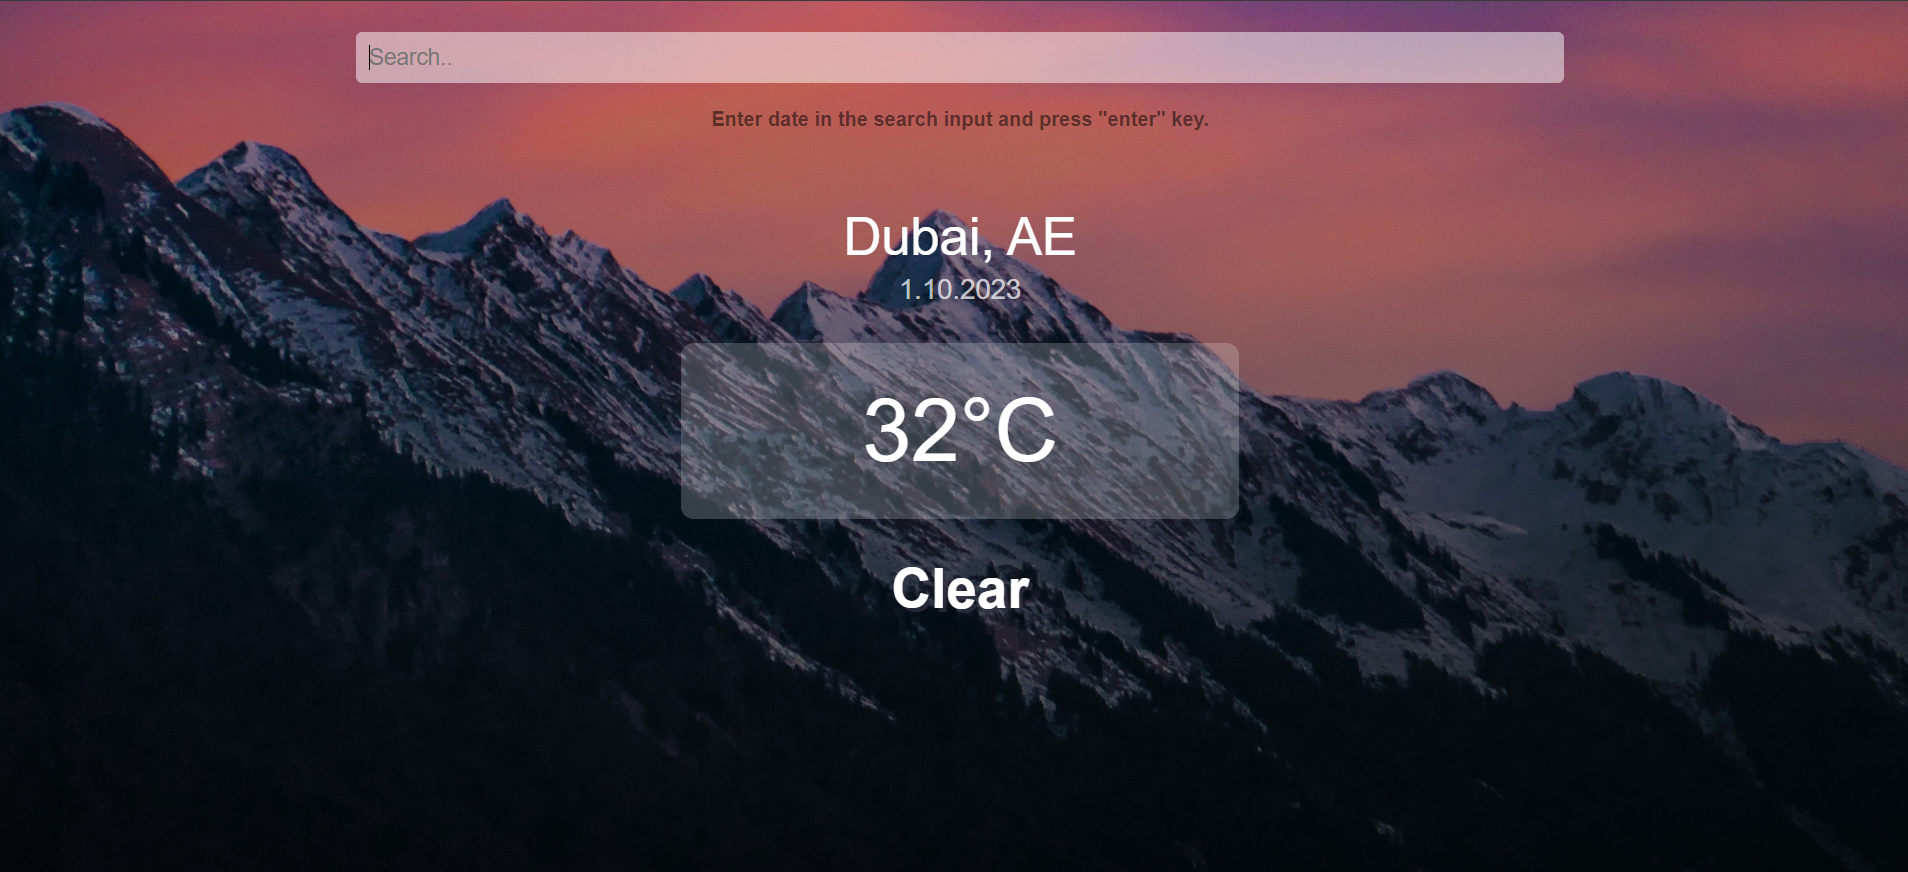 Search..
Enter date in the search input and press "enter" key.
Dubai, AE
1.10.2023
32°C
Clear